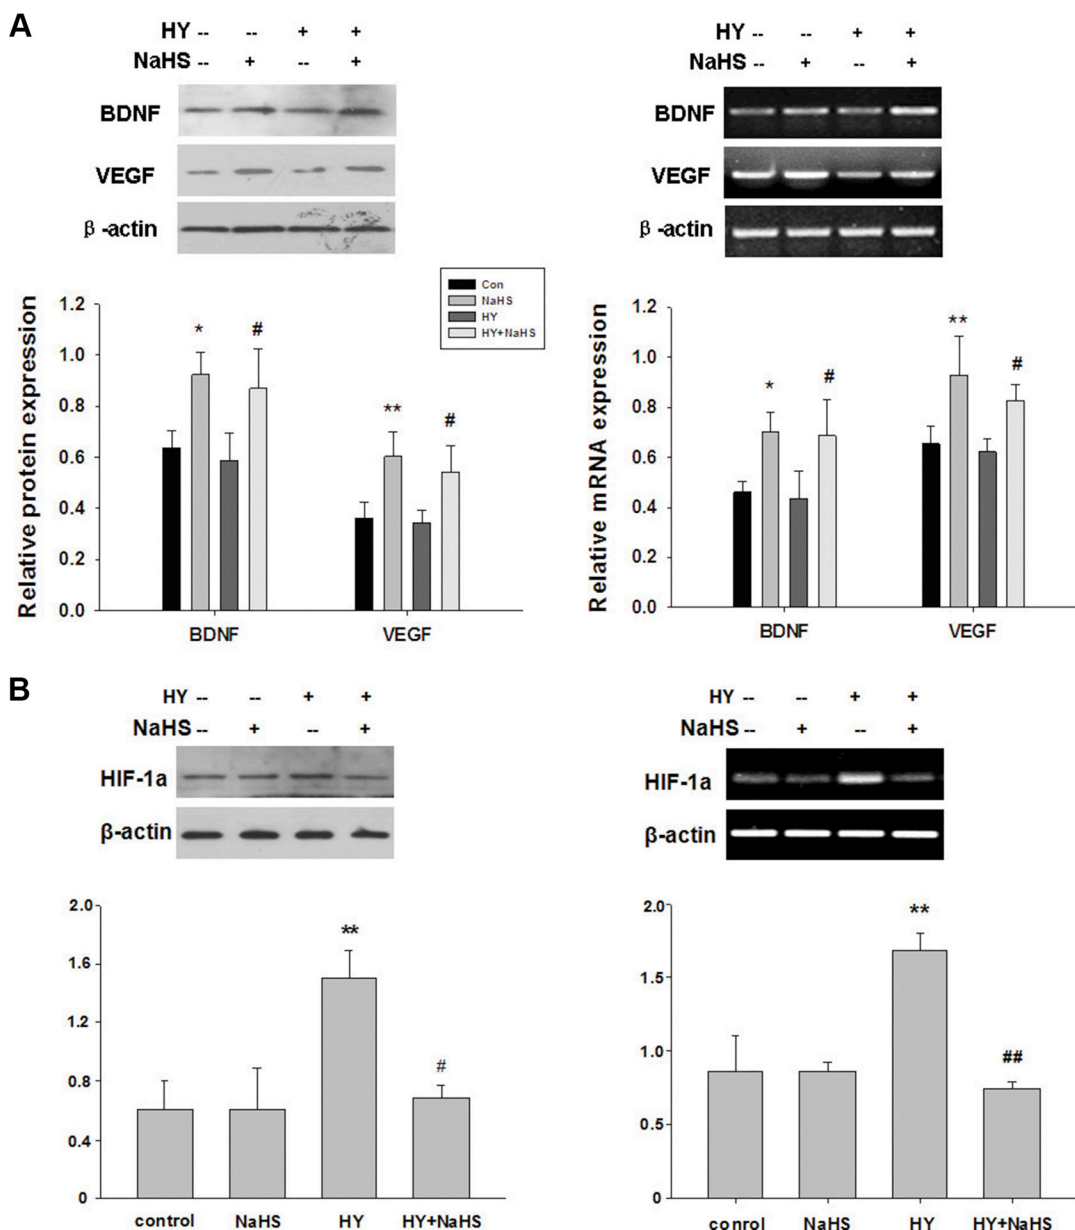 A
HY -- -- + +
NaHS -- + -- +
BDNF
VEGF
β-actin
HY -- -- + +
NaHS -- + -- +
BDNF
VEGF
β-actin
Relative protein expression
1.2
1.0
0.8
0.6
0.4
0.2
0.0
Con
NaHS
HY
HY+NaHS
* # ** #
BDNF VEGF
Relative mRNA expression
1.2
1.0
0.8
0.6
0.4
0.2
0.0
* # ** #
BDNF VEGF
B
HY -- -- + +
NaHS -- + -- +
HIF-1a
β-actin
HY -- -- + +
NaHS -- + -- +
HIF-1a
β-actin
2.0
1.6
1.2
0.8
0.4
0
** #
control NaHS HY HY+NaHS
2.0
1.5
1.0
0.5
0
** ##
conrol NaHS HY HY+NaHS